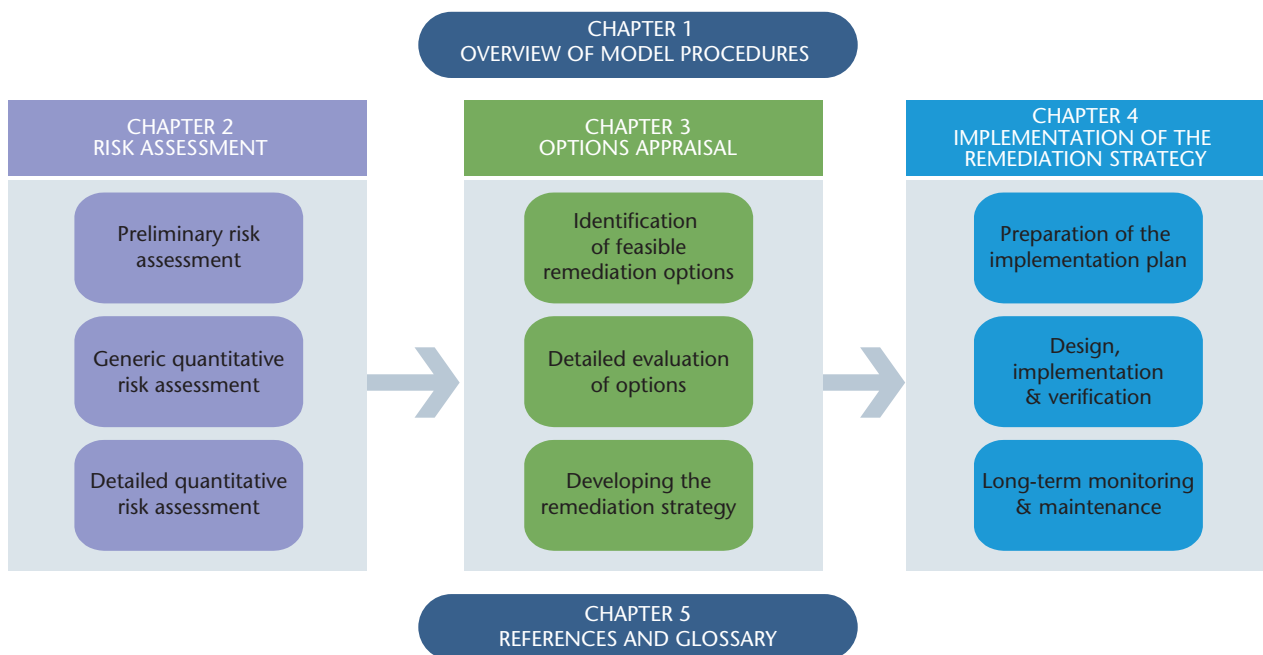 CHAPTER 1
OVERVIEW OF MODEL PROCEDURES
CHAPTER 2
RISK ASSESSMENT
Preliminary risk
assessment
Generic quantitative
risk assessment
Detailed quantitative
risk assessment
CHAPTER 3
OPTIONS APPRAISAL
Identification
of feasible
remediation options
Detailed evaluation
of options
Developing the
remediation strategy
CHAPTER 4
IMPLEMENTATION OF THE
REMEDIATION STRATEGY
Preparation of the
implementation plan
Design,
implementation
& verification
Long-term monitoring
& maintenance
CHAPTER 5
REFERENCES AND GLOSSARY